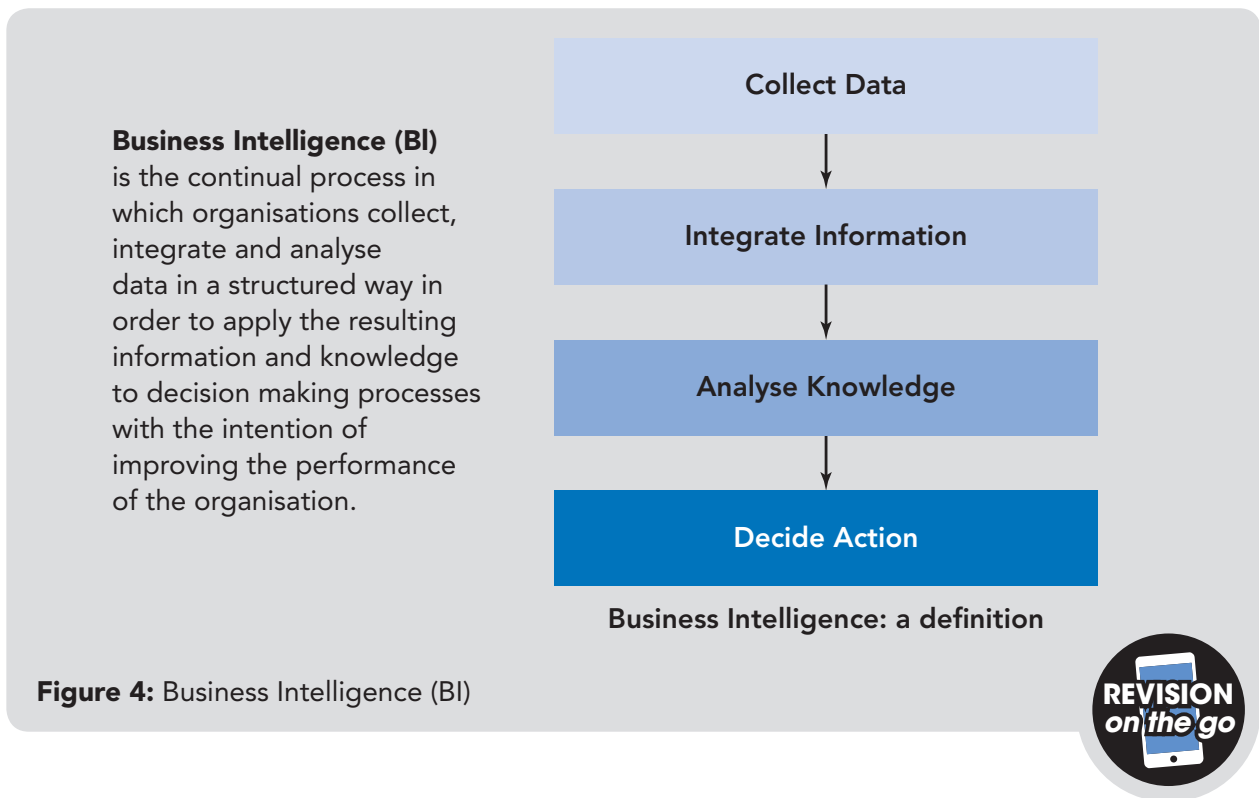 Business Intelligence (BI)
is the continual process in
which organisations collect,
integrate and analyse
data in a structured way in
order to apply the resulting
information and knowledge
to decision making processes
with the intention of
improving the performance
of the organisation.
Collect Data
Integrate Information
Analyse Knowledge
Decide Action
Business Intelligence: a definition
Figure 4: Business Intelligence (BI)
REVISION
on the go